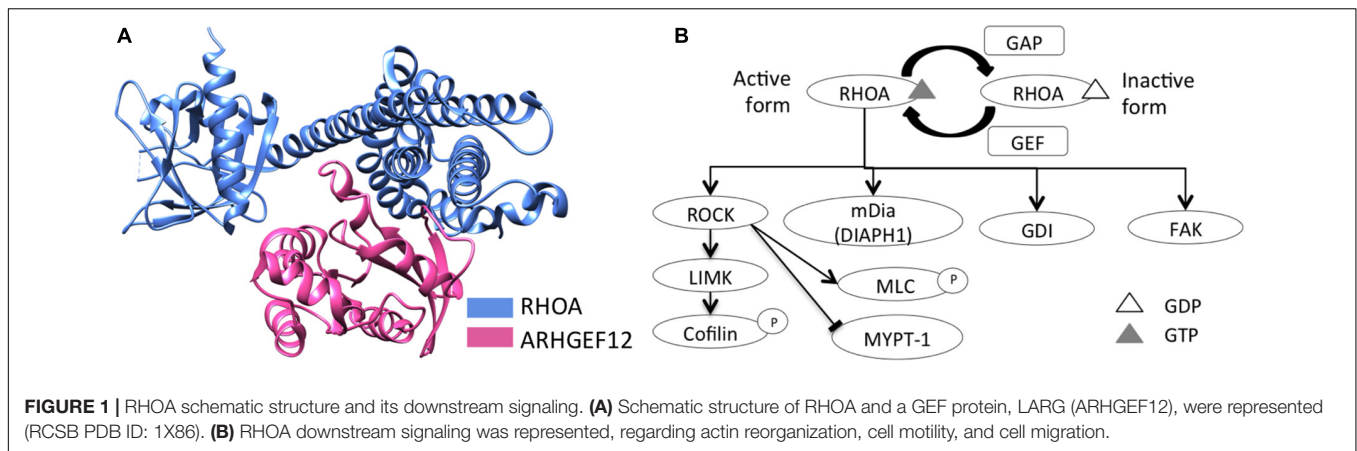 A
RHOA
ARHGEF12
B
GAP
Active
form
RHOA
RHOA
Inactive
form
GEF
ROCK
mDia
(DIAPH1)
GDI
FAK
LIMK
MLC
P
Cofilin
P
MYPT-1
GDP
GTP
FIGURE 1 | RHOA schematic structure and its downstream signaling. (A) Schematic structure of RHOA and a GEF protein, LARG (ARHGEF12), were represented
(RCSB PDB ID: 1X86). (B) RHOA downstream signaling was represented, regarding actin reorganization, cell motility, and cell migration.